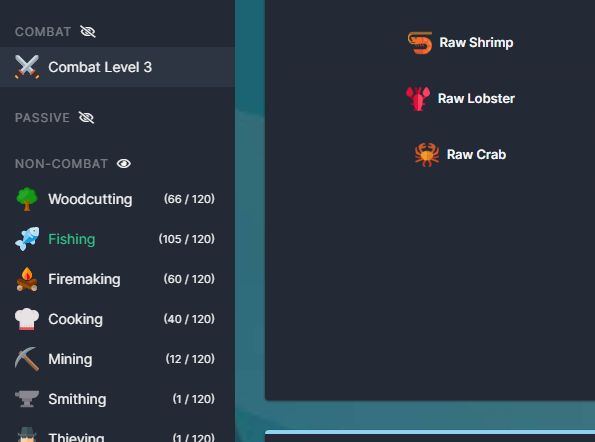 COMBAT
Combat Level 3
PASSIVE
NON-COMBAT
Woodcutting (66 / 120)
Fishing (105 / 120)
Firemaking (60 / 120)
Cooking (40 / 120)
Mining (12 / 120)
Smithing (1 / 120)
Thieving (1 / 120)
Raw Shrimp
Raw Lobster
Raw Crab